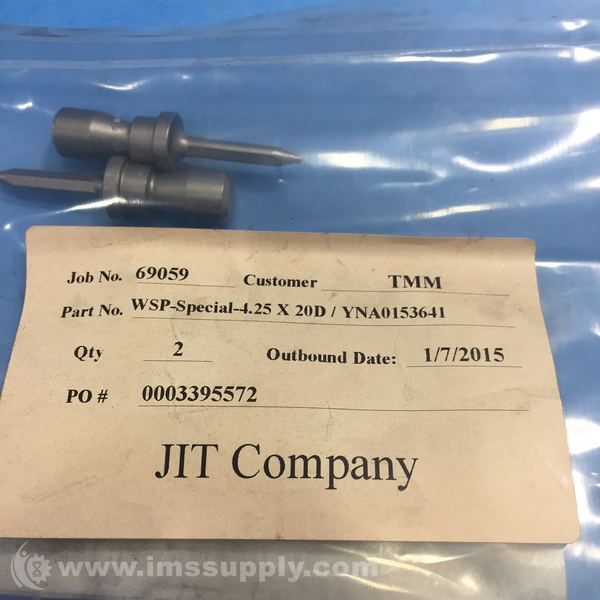 Job No. 69059 Customer TMM
Part No. WSP-Special-4.25 X 20D / YNA0153641
Qty 2 Outbound Date: 1/7/2015
PO # 0003395572
JIT Company
www.imssupply.com